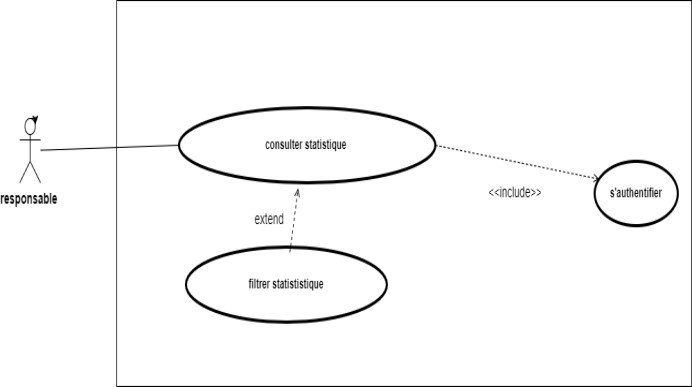 consulter statistique
s'authentifier
<<include>>
responsable
extend
filtrer statististique